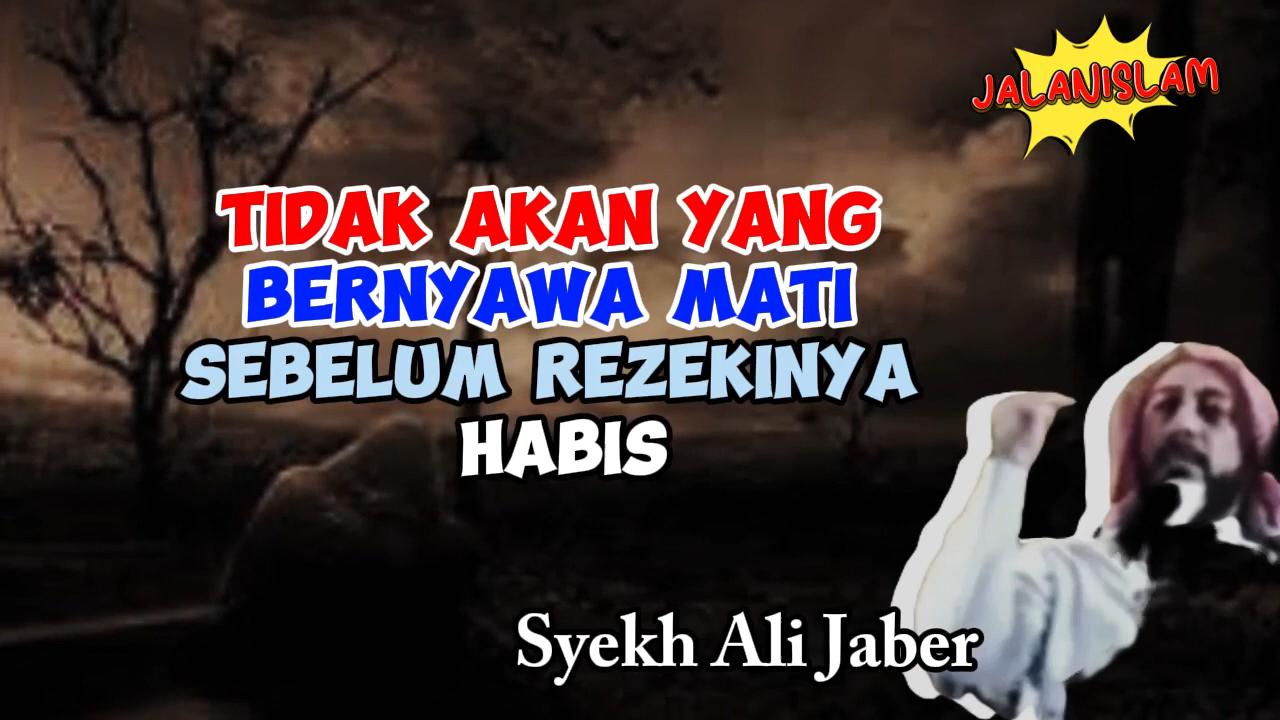 JALANISLAM
TIDAK AKAN YANG
BERNYAWA MATI
SEBELUM REZEKINYA
HABIS
Syekh Ali Jaber